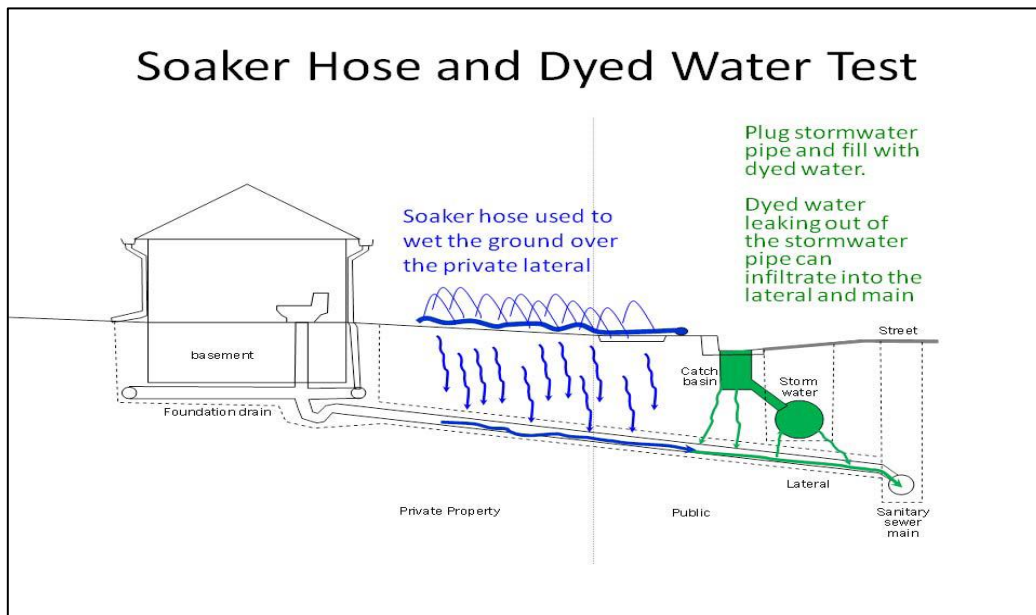 Soaker Hose and Dyed Water Test
Plug stormwater
pipe and fill with
dyed water.
Dyed water
leaking out of
the stormwater
pipe can
infiltrate into the
lateral and main
Soaker hose used to
wet the ground over
the private lateral
Street
basement
Catch
basin
Storm
water
Foundation drain
Lateral
Private Property
Public
Sanitary
sewer
main